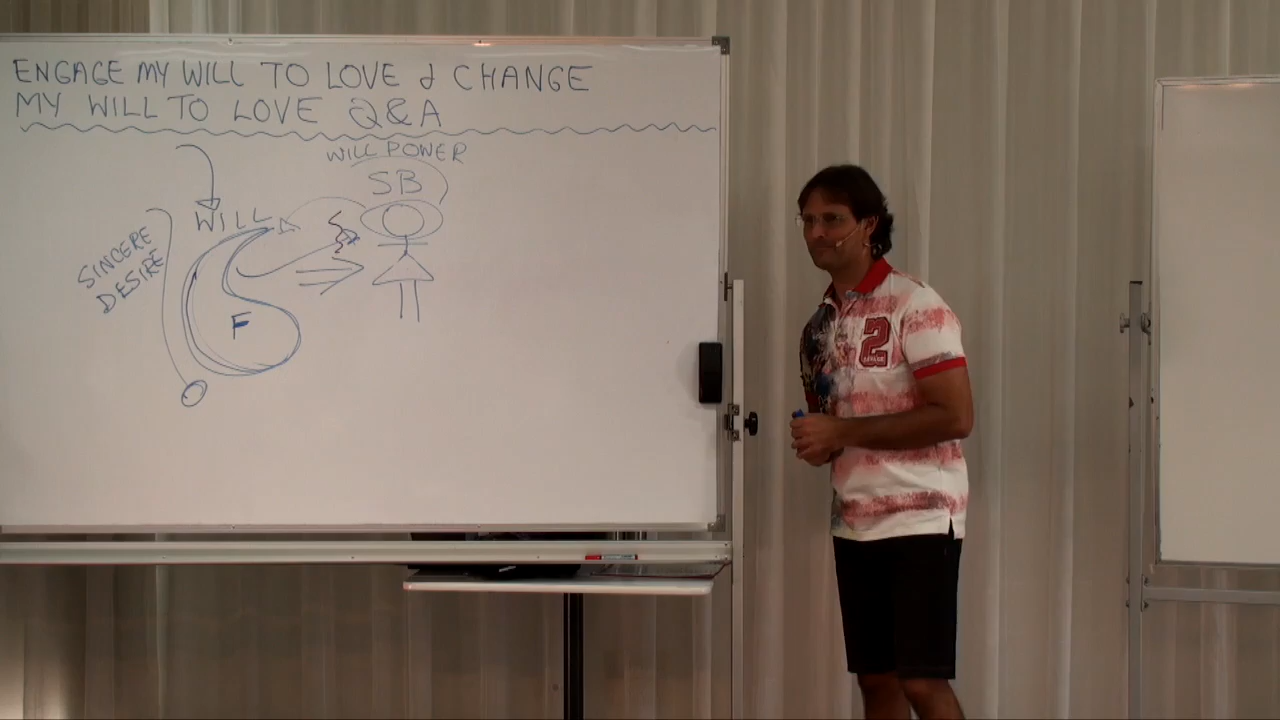 ENGAGE MY WILL TO LOVE & CHANGE
MY WILL TO LOVE Q&A
WILL POWER
SB
WILL
SINCERE
DESIRE
F
2